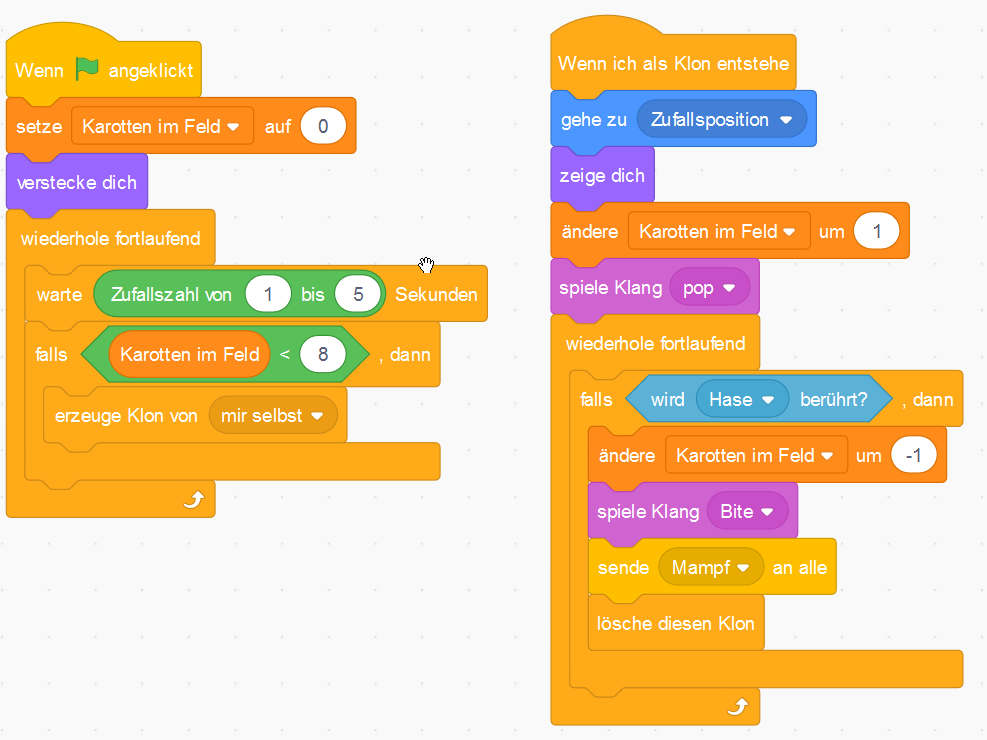 Wenn angeklickt
setze Karotten im Feld auf 0
verstecke dich
wiederhole fortlaufend
warte Zufallszahl von 1 bis 5 Sekunden
falls Karotten im Feld < 8 , dann
erzeuge Klon von mir selbst
Wenn ich als Klon entstehe
gehe zu Zufallsposition
zeige dich
ändere Karotten im Feld um 1
spiele Klang pop
wiederhole fortlaufend
falls wird Hase berührt? , dann
ändere Karotten im Feld um -1
spiele Klang Bite
sende Mampf an alle
lösche diesen Klon